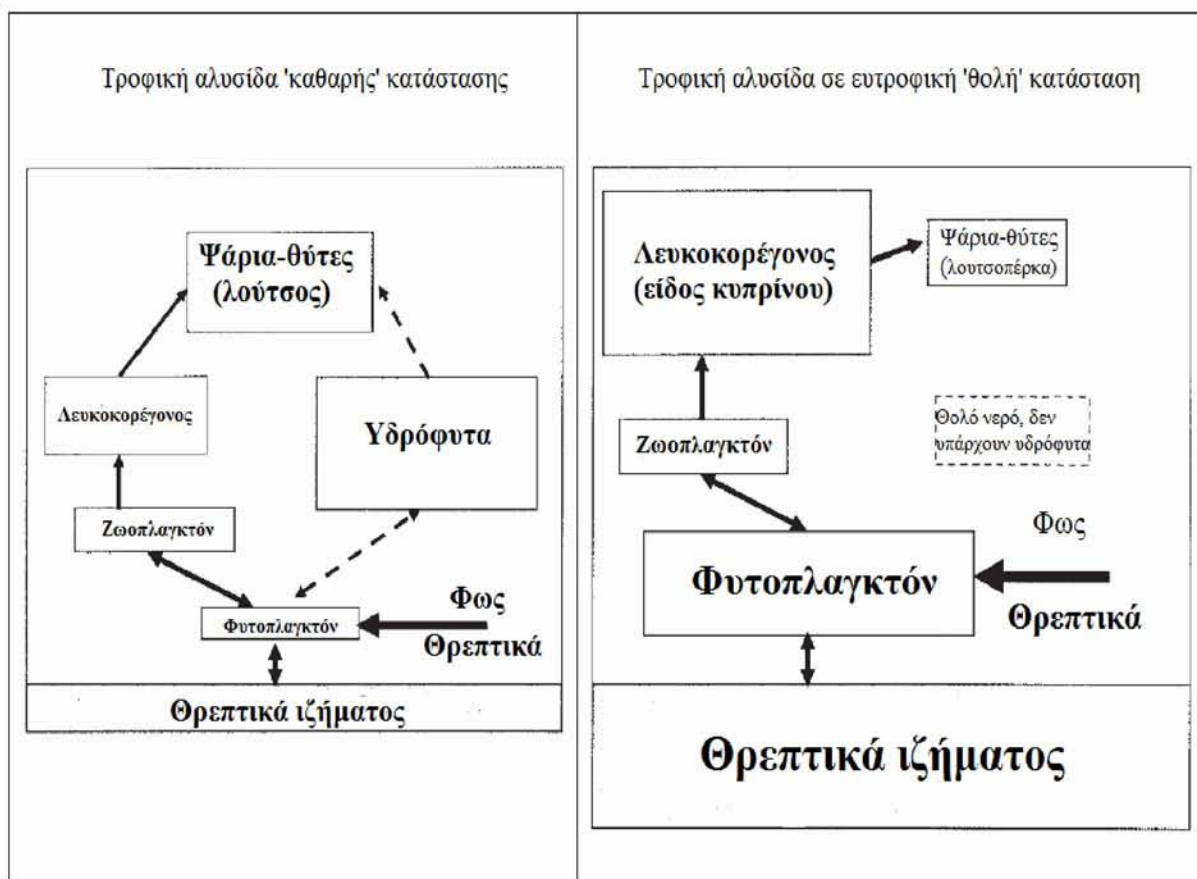 Τροφική αλυσίδα 'καθαρής' κατάστασης
Ψάρια-θύτες
(λούτσος)
Λευκοκορέγονος
Υδρόφυτα
Ζωοπλαγκτόν
Φυτοπλαγκτόν
Φως
Θρεπτικά
Θρεπτικά ιζήματος
Τροφική αλυσίδα σε ευτροφική 'θολή' κατάσταση
Λευκοκορέγονος
(είδος κυπρίνου)
Ψάρια-θύτες
(λουτσοπέρκα)
Ζωοπλαγκτόν
Θολό νερό, δεν
υπάρχουν υδρόφυτα
Φυτοπλαγκτόν
Φως
Θρεπτικά
Θρεπτικά ιζήματος